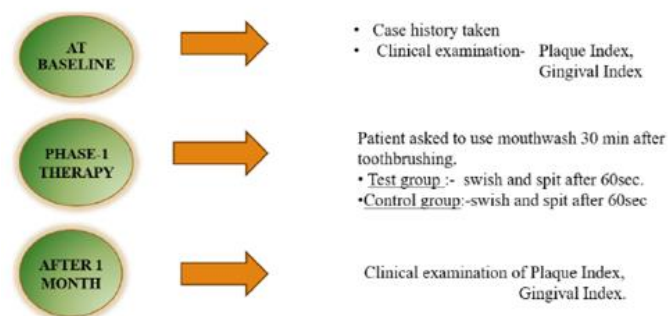 AT
BASELINE
• Case history taken
• Clinical examination- Plaque Index,
Gingival Index
PHASE-1
THERAPY
Patient asked to use mouthwash 30 min after
toothbrushing.
• Test group :- swish and spit after 60sec.
•Control group:-swish and spit after 60sec
AFTER 1
MONTH
Clinical examination of Plaque Index,
Gingival Index.